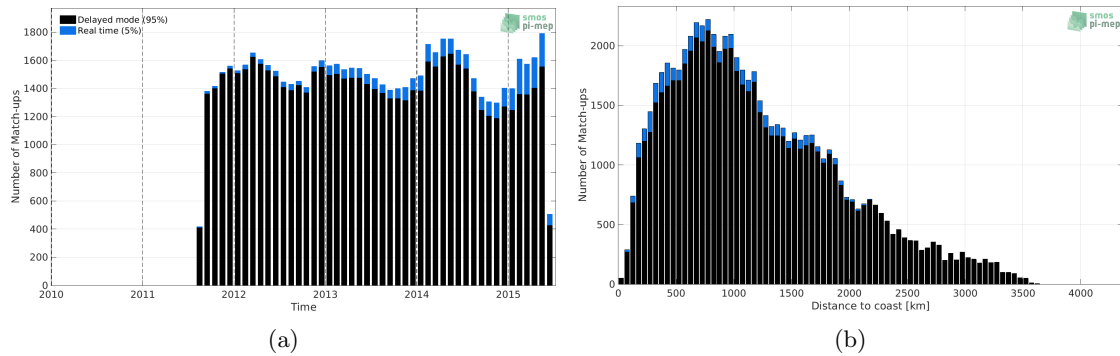 Delayed mode (95%)
Real time (5%)
smos
pi-mep
Number of Match-ups
1800
1600
1400
1200
1000
800
600
400
200
0
2010 2011 2012 2013 2014 2015
Time
(a)
smos
pi-mep
Number of Match-ups
2000
1500
1000
500
0
0 500 1000 1500 2000 2500 3000 3500 4000
Distance to coast [km]
(b)